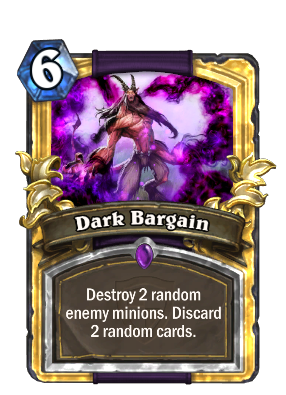 6
Dark Bargain
Destroy 2 random
enemy minions. Discard
2 random cards.